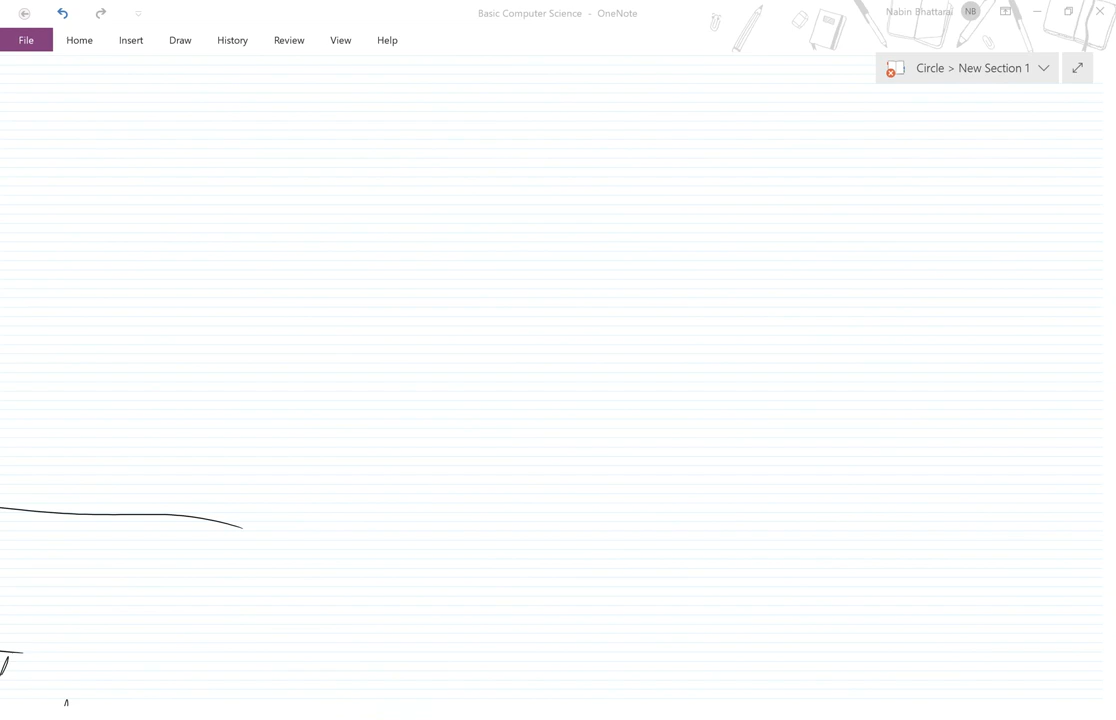 Basic Computer Science - OneNote
Nabin Bhattarai NB
File Home Insert Draw History Review View Help
Circle > New Section 1